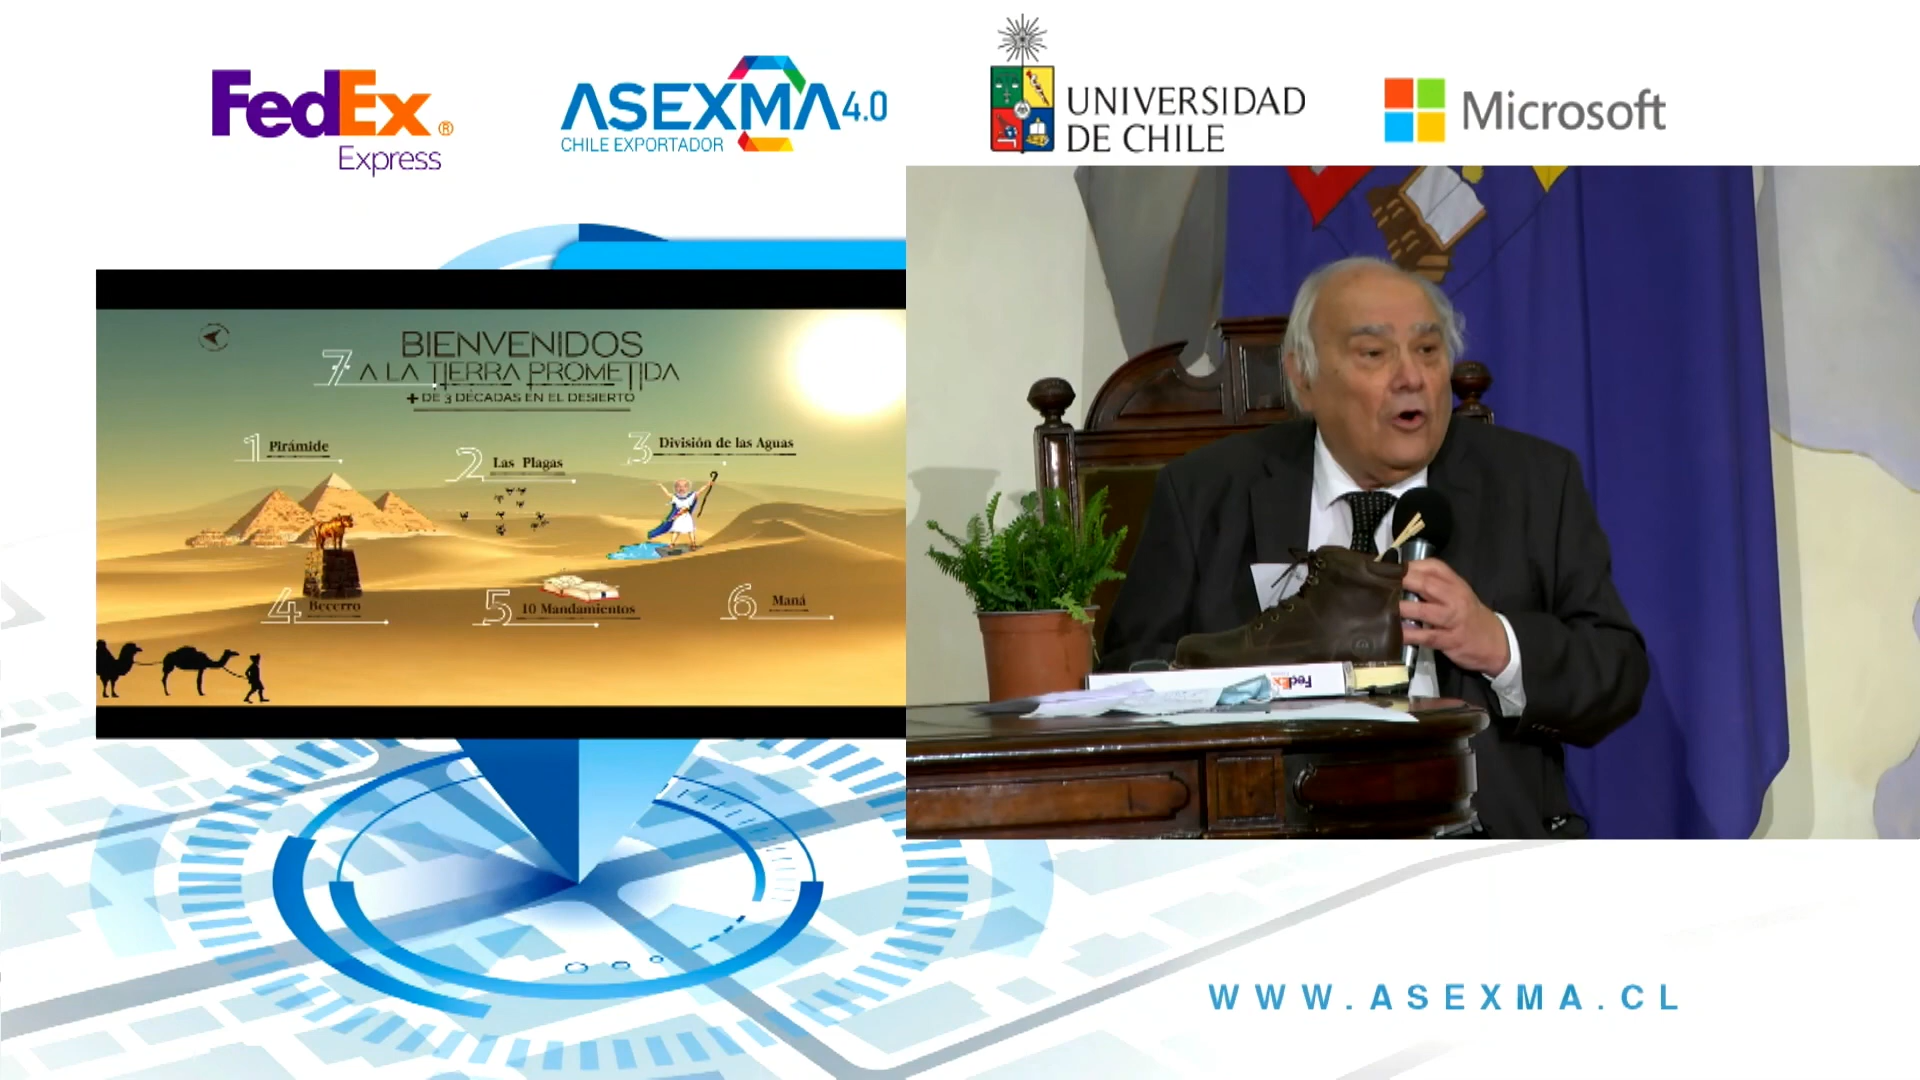 FedEx®
Express
ASEXMA 4.0
CHILE EXPORTADOR
UNIVERSIDAD
DE CHILE
Microsoft
7 BIENVENIDOS
A LA TIERRA PROMETIDA
+ DE 3 DÉCADAS EN EL DESIERTO
1 Pirámide
2 Las Plagas
3 División de las Aguas
4 Becerro
5 10 Mandamientos
6 Maná
FedEx
WWW.ASEXMA.CL